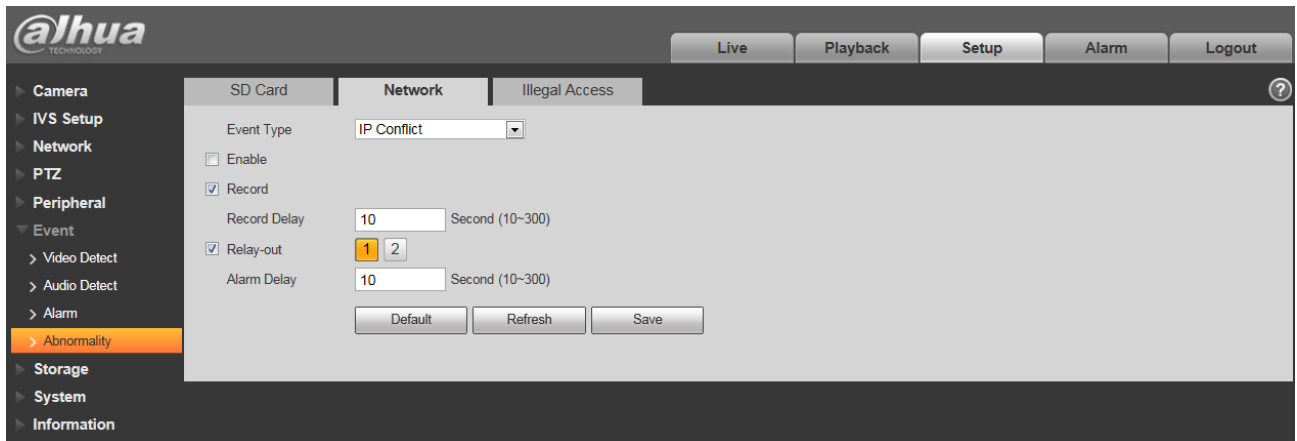 alhua
TECHNOLOGY
Live Playback Setup Alarm Logout
Camera
IVS Setup
Network
PTZ
Peripheral
Event
Video Detect
Audio Detect
Alarm
Abnormality
Storage
System
Information
SD Card Network Illegal Access ?
Event Type IP Conflict
Enable
Record
Record Delay 10 Second (10~300)
Relay-out 1 2
Alarm Delay 10 Second (10~300)
Default Refresh Save